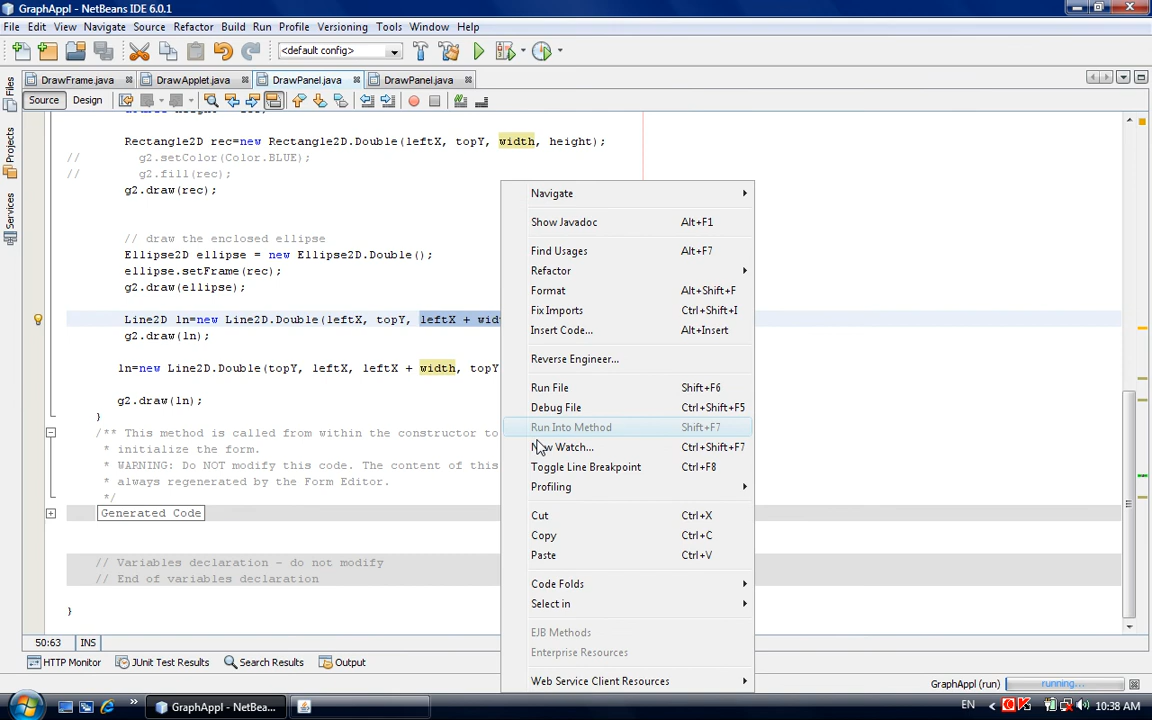 GraphAppl - NetBeans IDE 6.0.1
File Edit View Navigate Source Refactor Build Run Profile Versioning Tools Window Help
<default config>
DrawFrame.java DrawApplet.java DrawPanel.java DrawPanel.java
Source Design
Files
Projects
Services
Rectangle2D rec=new Rectangle2D.Double(leftX, topY, width, height);
// g2.setColor(Color.BLUE);
// g2.fill(rec);
g2.draw(rec);
// draw the enclosed ellipse
Ellipse2D ellipse = new Ellipse2D.Double();
ellipse.setFrame(rec);
g2.draw(ellipse);
Line2D ln=new Line2D.Double(leftX, topY, leftX +
g2.draw(ln);
ln=new Line2D.Double(topY, leftX, leftX + width, topY
g2.draw(ln);
}
/** This method is called from within the constructor to
* initialize the form.
* WARNING: Do NOT modify this code. The content of this
* always regenerated by the Form Editor.
*/
Generated Code
// Variables declaration - do not modify
// End of variables declaration
}
Navigate
Show Javadoc Alt+F1
Find Usages Alt+F7
Refactor
Format Alt+Shift+F
Fix Imports Ctrl+Shift+I
Insert Code... Alt+Insert
Reverse Engineer...
Run File Shift+F6
Debug File Ctrl+Shift+F5
Run Into Method Shift+F7
New Watch... Ctrl+Shift+F7
Toggle Line Breakpoint Ctrl+F8
Profiling
Cut Ctrl+X
Copy Ctrl+C
Paste Ctrl+V
Code Folds
Select in
EJB Methods
Enterprise Resources
Web Service Client Resources
50:63 INS
HTTP Monitor JUnit Test Results Search Results Output
GraphAppl (run) running...
GraphAppl - NetBea... EN 10:38 AM